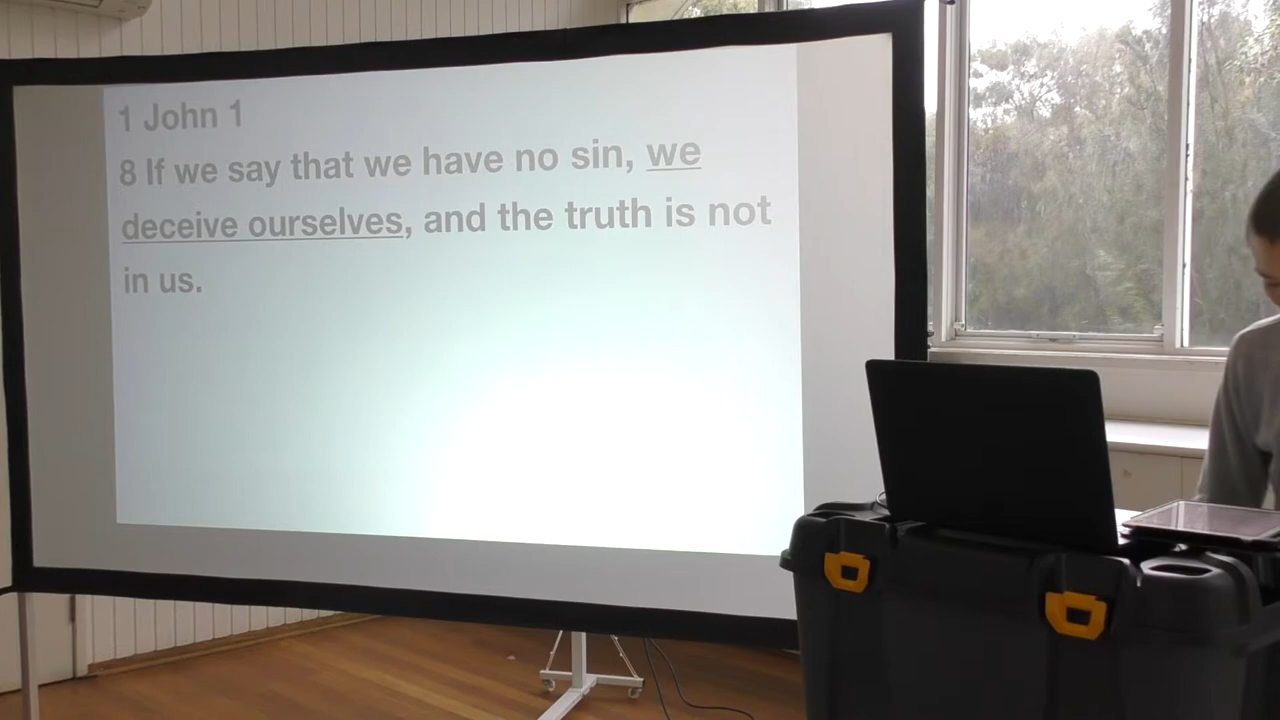 1 John 1
8 If we say that we have no sin, we
deceive ourselves, and the truth is not
in us.